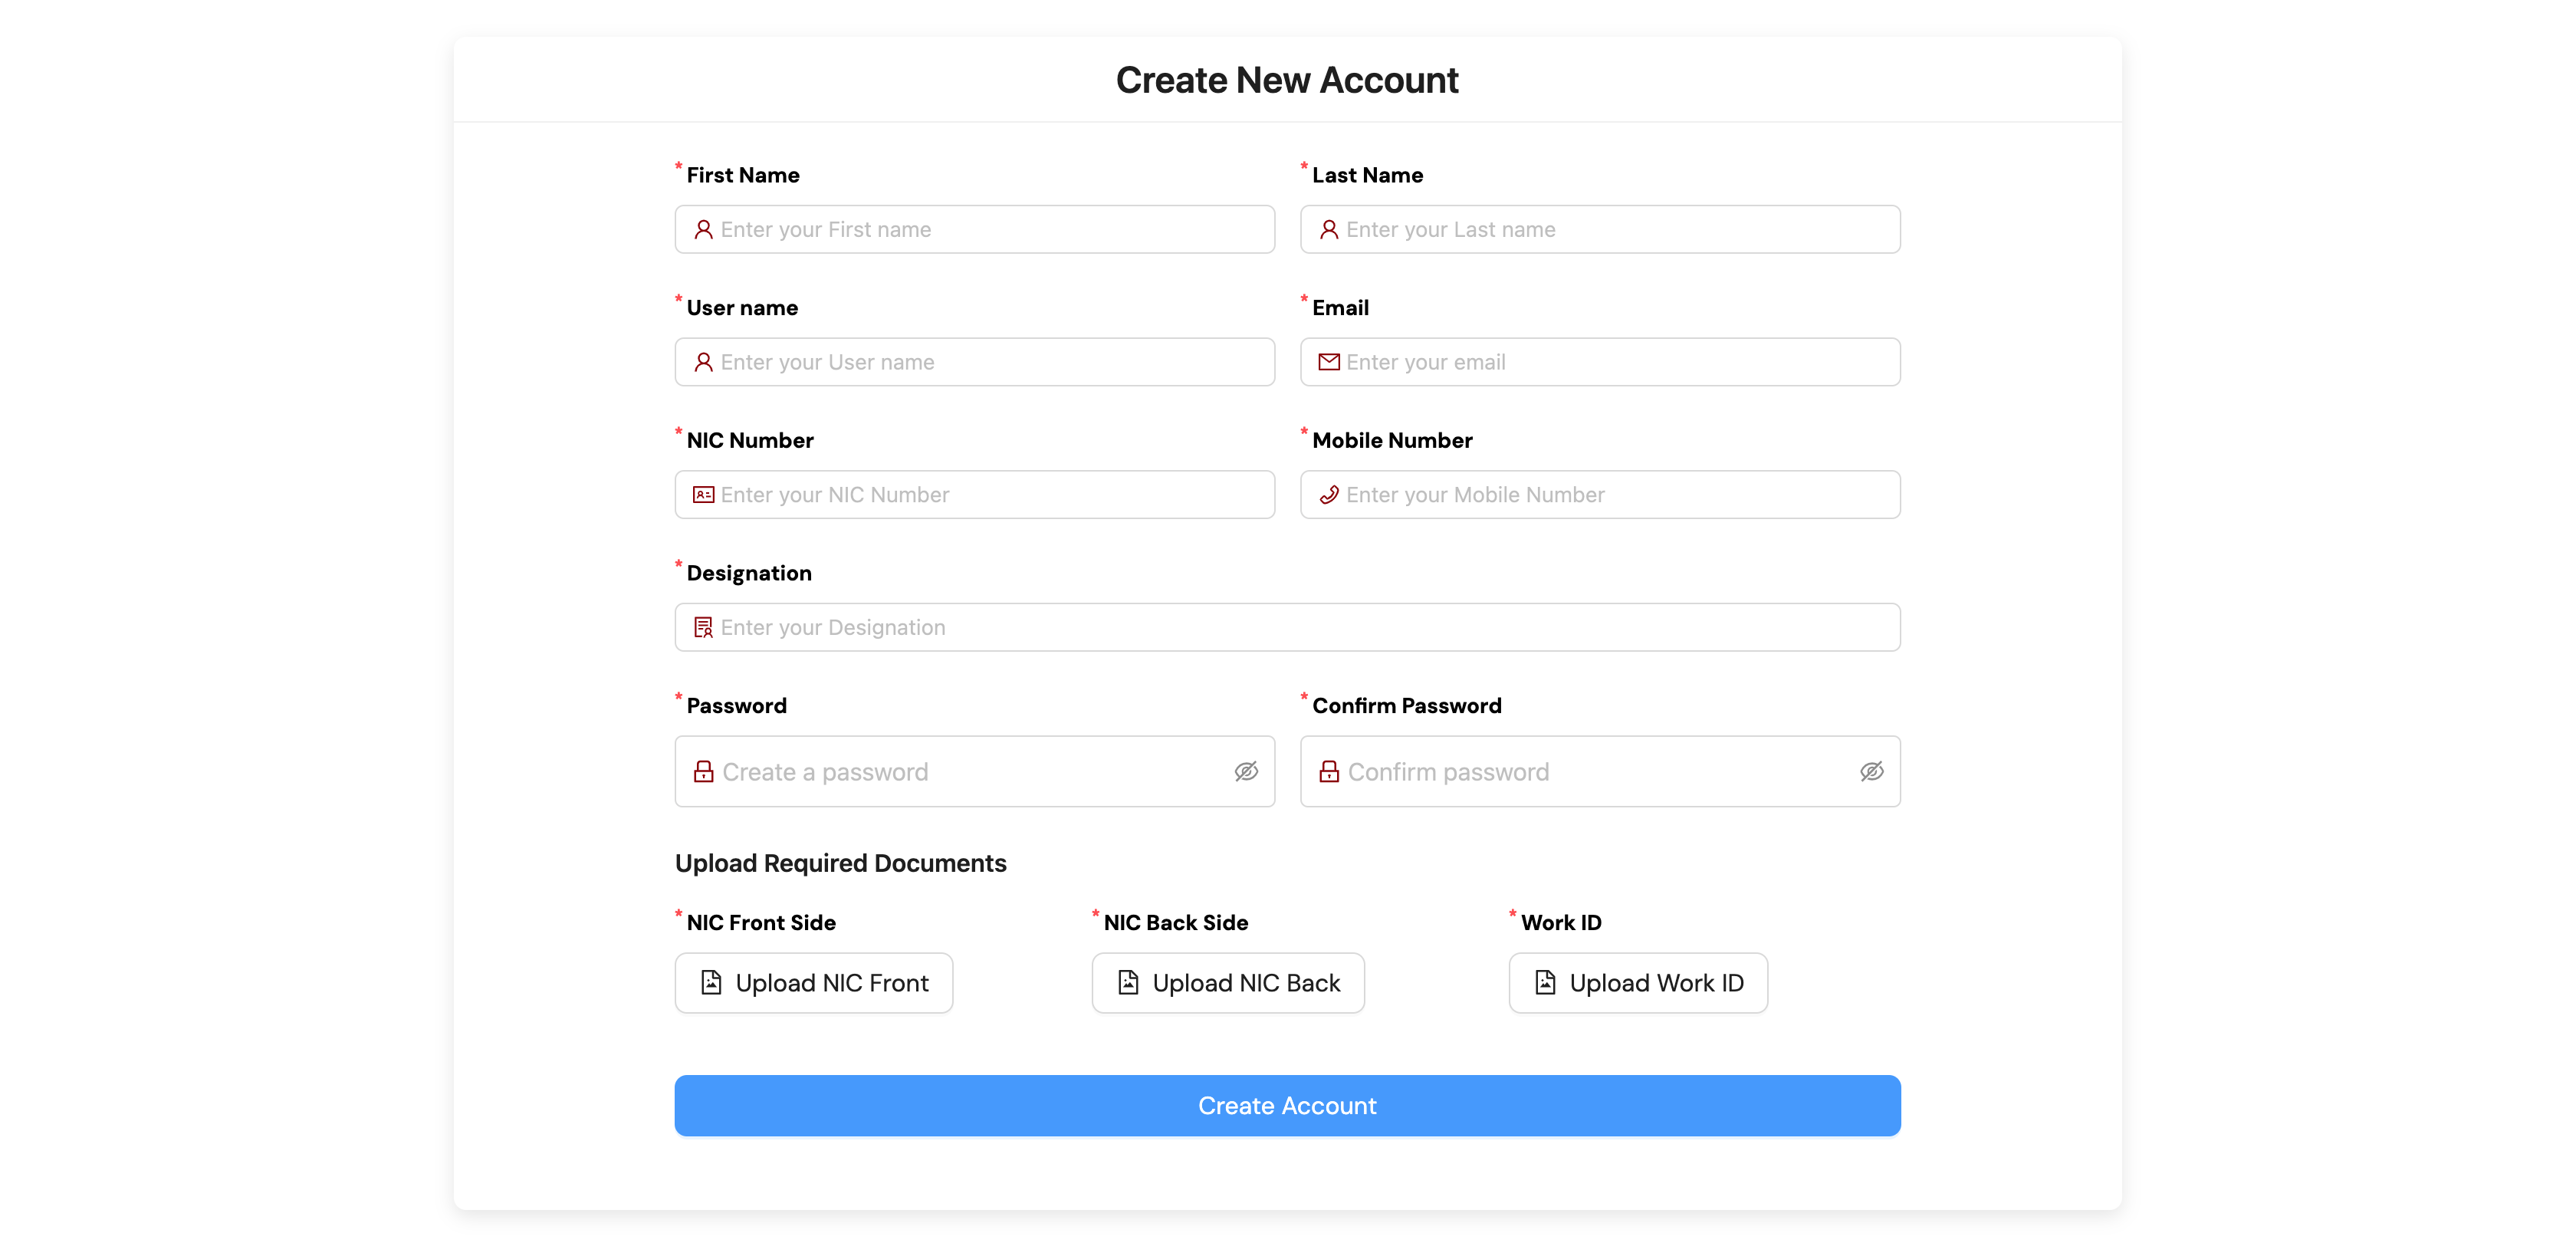 Create New Account
* First Name
* Last Name
Enter your First name
Enter your Last name
* User name
* Email
Enter your User name
Enter your email
* NIC Number
* Mobile Number
Enter your NIC Number
Enter your Mobile Number
* Designation
Enter your Designation
* Password
* Confirm Password
Create a password
Confirm password
Upload Required Documents
* NIC Front Side
* NIC Back Side
* Work ID
Upload NIC Front
Upload NIC Back
Upload Work ID
Create Account